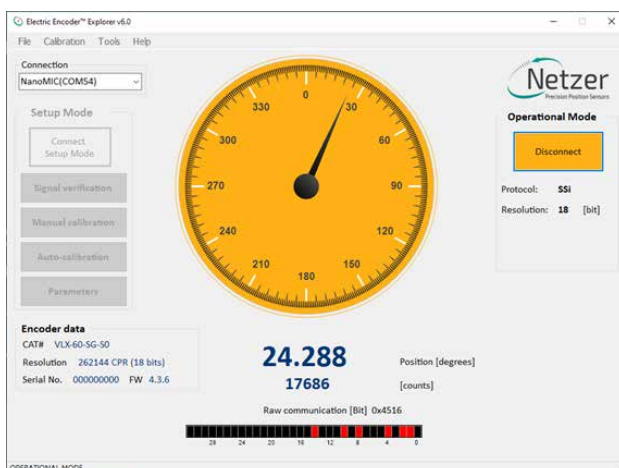 Electric Encoder™ Explorer v6.0
File Calibration Tools Help
Connection
NanoMIC(COM54)
Setup Mode
Connect
Setup Mode
Signal verification
Manual calibration
Auto-calibration
Parameters
0
30
60
90
120
150
180
210
240
270
300
330
Netzer
Precision Position Sensors
Operational Mode
Disconnect
Protocol: SSi
Resolution: 18 [bit]
Encoder data
CAT# VLX-60-SG-S0
Resolution 262144 CPR (18 bits)
Serial No. 000000000 FW 4.3.6
24.288 Position [degrees]
17686 [counts]
Raw communication [Bit] 0x4516
28 24 20 16 12 8 4 0
OPERATIONAL MODE